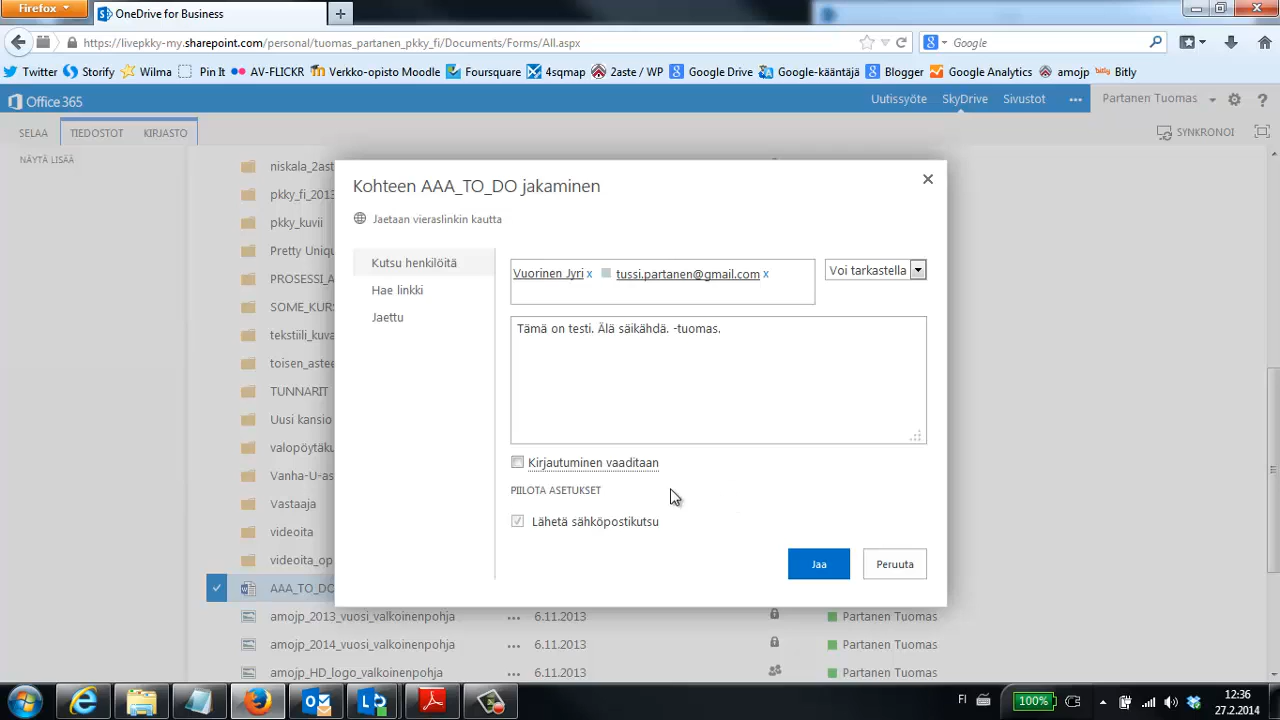 Firefox
OneDrive for Business
https://livepkky-my.sharepoint.com/personal/tuomas_partanen_pkky_fi/Documents/Forms/All.aspx
Google
Twitter Storify Wilma Pin It AV-FLICKR Verkko-opisto Moodle Foursquare 4sqmap 2aste / WP Google Drive Google-kääntäjä Blogger Google Analytics amojp bitly Bitly
Office 365 Uutissyöte SkyDrive Sivustot ••• Partanen Tuomas ?
SELAA TIEDOSTOT KIRJASTO SYNKRONOI
NÄYTÄ LISÄÄ
niskala_2ast
pkky_fi_2013
pkky_kuvii
Pretty Uniqu
PROSESSI_A
SOME_KURS
tekstiili_kuva
toisen_astee
TUNNARIT
Uusi kansio
valopöytäku
Vanha-U-as
Vastaaja
videoita
videoita_op
AAA_TO_DO
amojp_2013_vuosi_valkoinenpohja ... 6.11.2013 Partanen Tuomas
amojp_2014_vuosi_valkoinenpohja ... 6.11.2013 Partanen Tuomas
amojp_HD_logo_valkoinenpohja ... 6.11.2013 Partanen Tuomas
Kohteen AAA_TO_DO jakaminen
Jaetaan vieraslinkin kautta
Kutsu henkilöitä
Hae linkki
Jaettu
Vuorinen Jyri x tussi.partanen@gmail.com x Voi tarkastella
Tämä on testi. Älä säikähdä. -tuomas.
Kirjautuminen vaaditaan
PIILOTA ASETUKSET
Lähetä sähköpostikutsu
Jaa Peruuta
FI 100% 12:36
27.2.2014